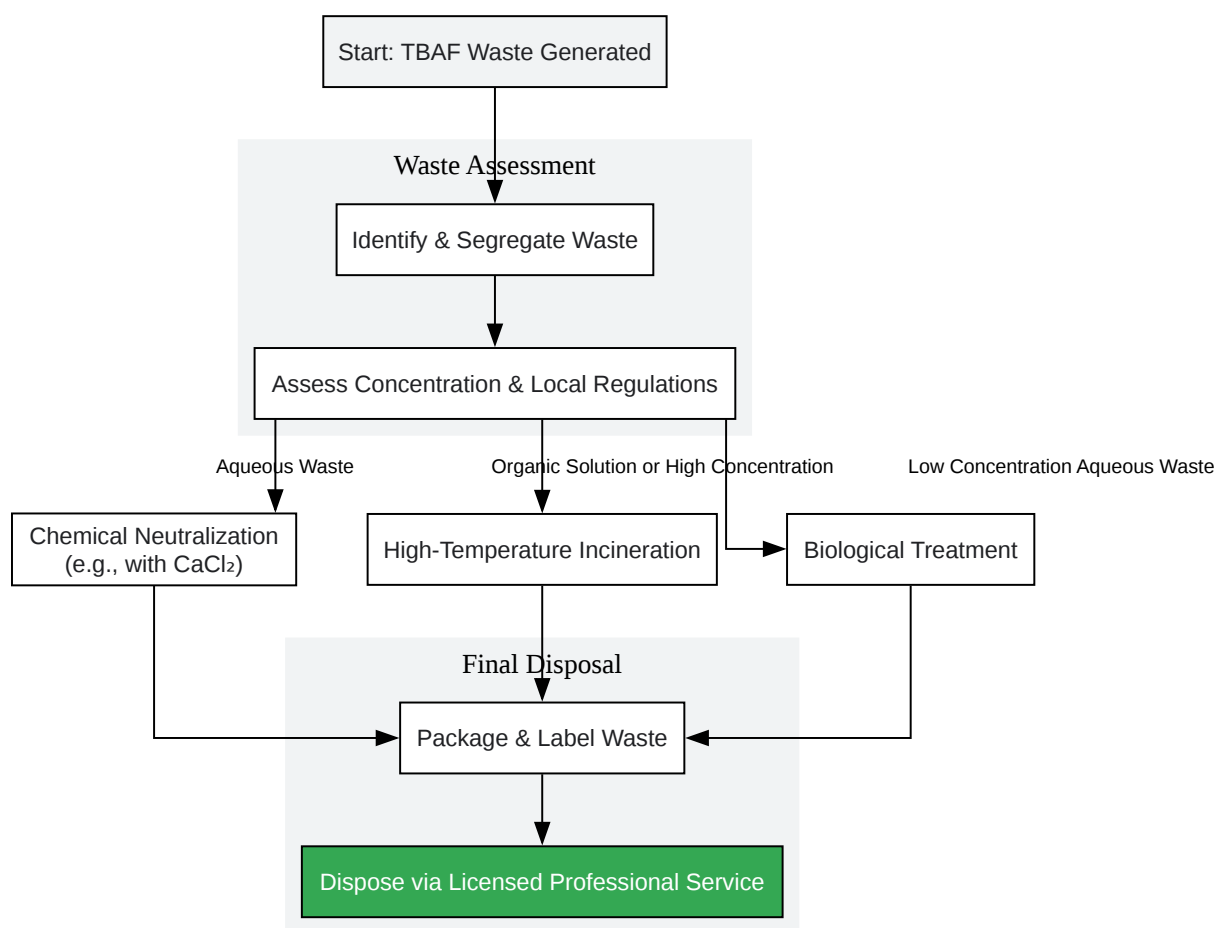 Start: TBAF Waste Generated
Waste Assessment
Identify & Segregate Waste
Assess Concentration & Local Regulations
Aqueous Waste
Organic Solution or High Concentration
Low Concentration Aqueous Waste
Chemical Neutralization
(e.g., with CaCl₂)
High-Temperature Incineration
Biological Treatment
Final Disposal
Package & Label Waste
Dispose via Licensed Professional Service